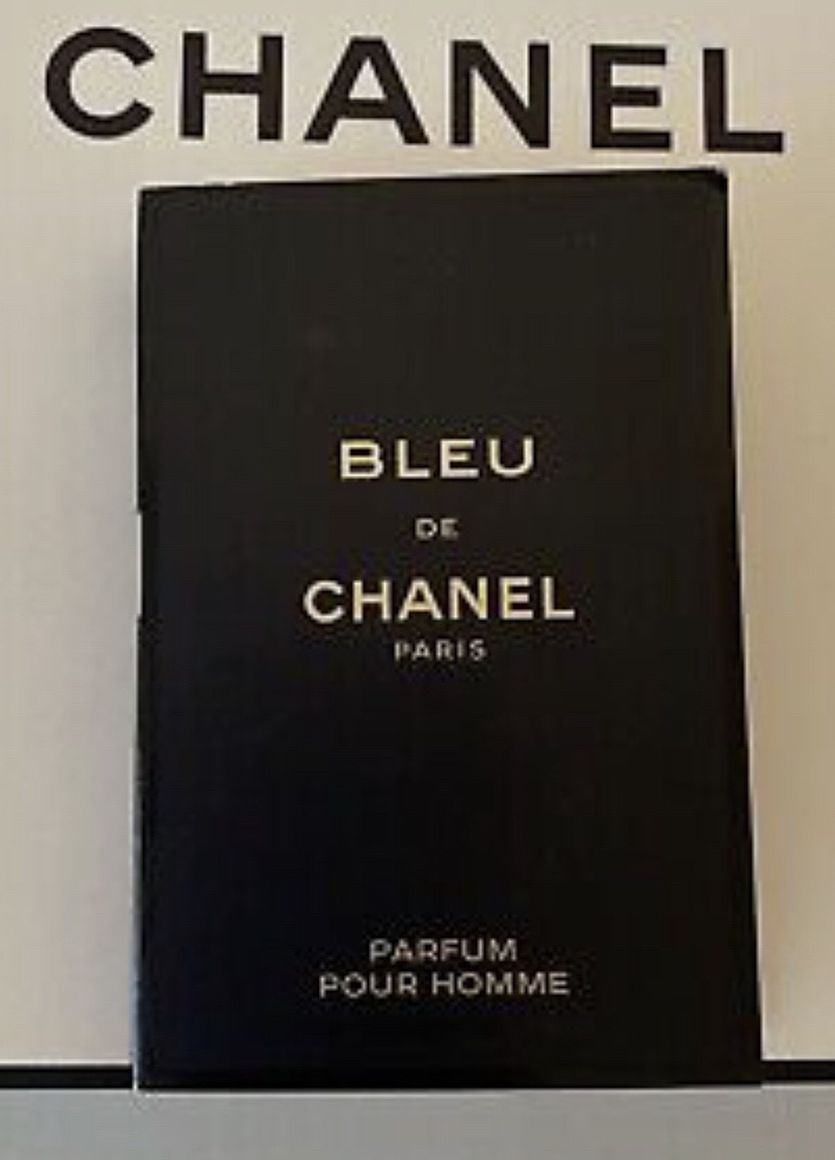 CHANEL
BLEU
DE
CHANEL
PARIS
PARFUM
POUR HOMME